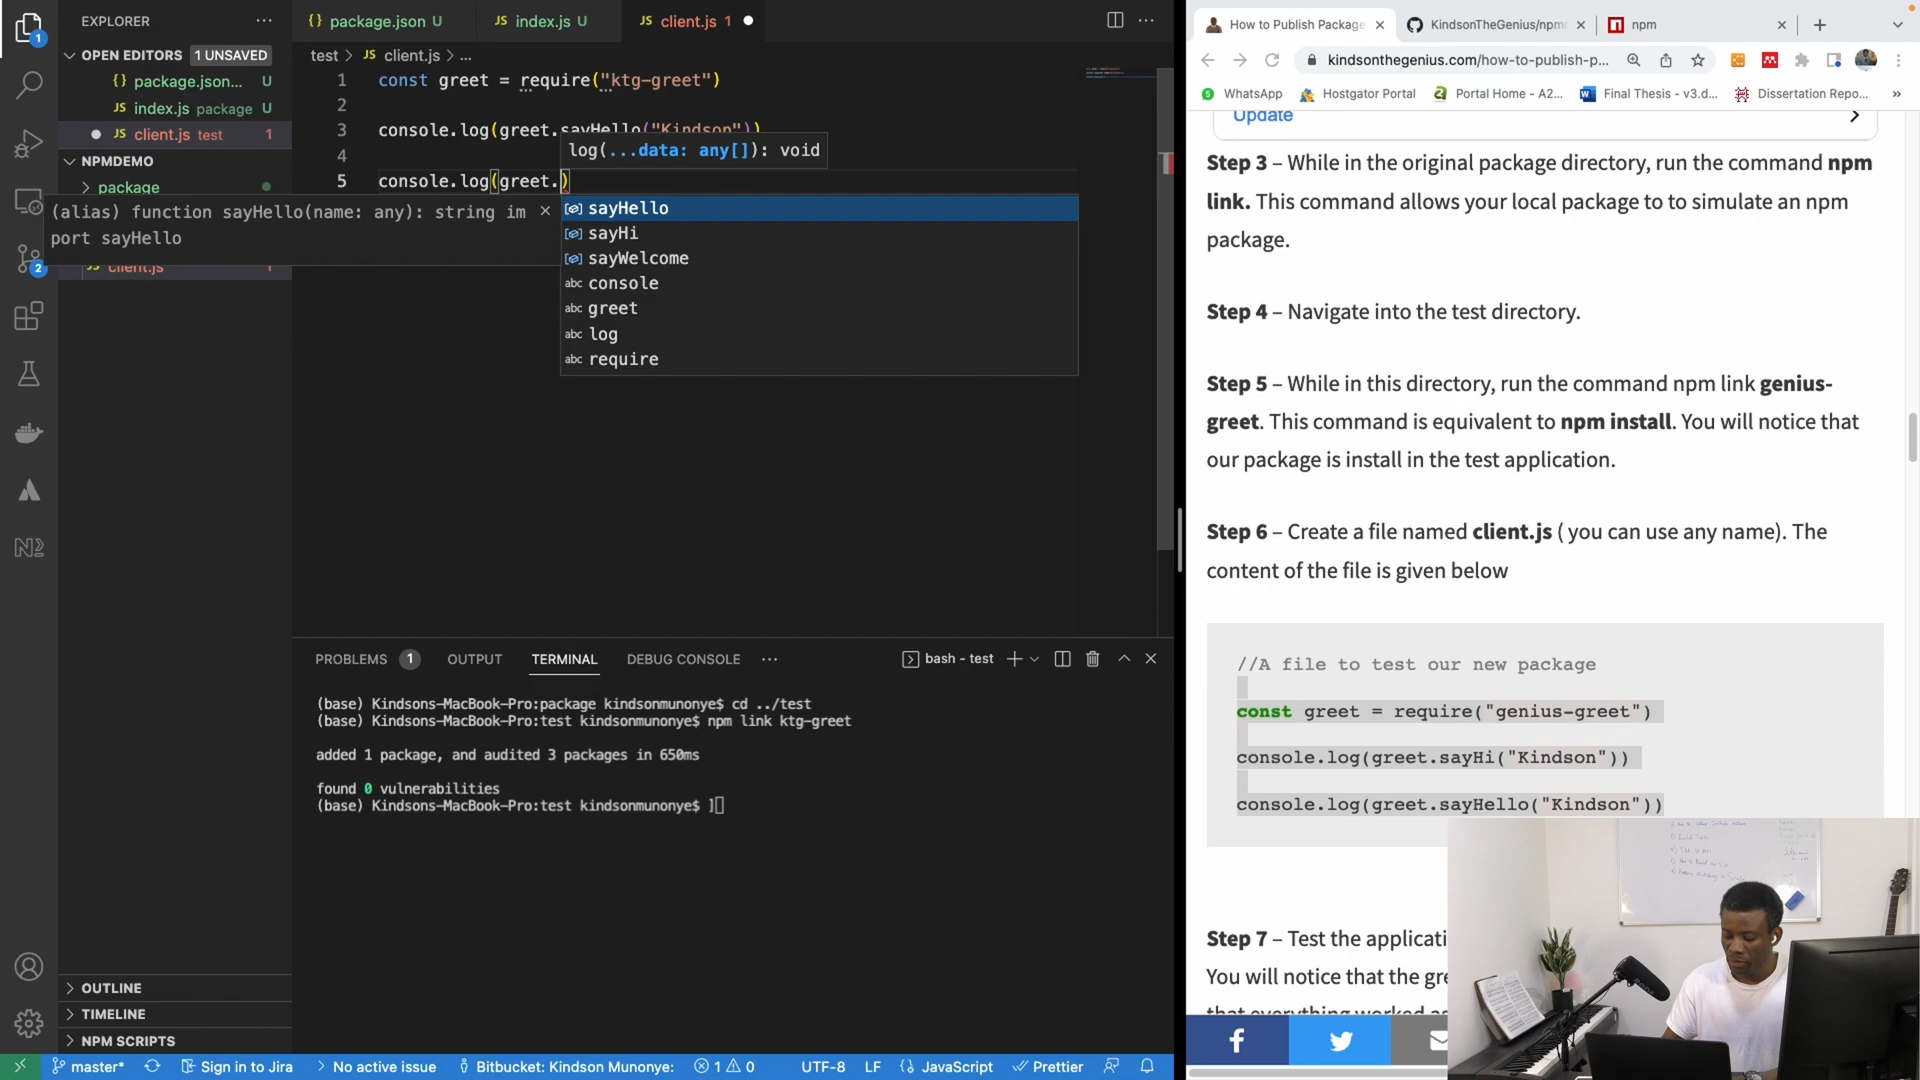 EXPLORER
OPEN EDITORS 1 UNSAVED
package.json... U
index.js package U
client.js test 1
NPMDEMO
package
client.js 1
OUTLINE
TIMELINE
NPM SCRIPTS
package.json U
index.js U
client.js 1
test > client.js > ...
1 const greet = require("ktg-greet")
2
3 console.log(greet.sayHello("Kindson"))
4
5 console.log(greet.)
log(...data: any[]): void
(alias) function sayHello(name: any): string im
port sayHello
sayHello
sayHi
sayWelcome
abc console
abc greet
abc log
abc require
PROBLEMS 1 OUTPUT TERMINAL DEBUG CONSOLE ...
bash - test
(base) Kindsons-MacBook-Pro:package kindsonmunonye$ cd ../test
(base) Kindsons-MacBook-Pro:test kindsonmunonye$ npm link ktg-greet
added 1 package, and audited 3 packages in 650ms
found 0 vulnerabilities
(base) Kindsons-MacBook-Pro:test kindsonmunonye$ ]
master* Sign in to Jira No active issue Bitbucket: Kindson Munonye: 1 0 UTF-8 LF JavaScript Prettier
How to Publish Package
KindsonTheGenius/npm
npm
kindsonthegenius.com/how-to-publish-p...
WhatsApp Hostgator Portal Portal Home - A2... Final Thesis - v3.d... Dissertation Repo... »
Update
Step 3 – While in the original package directory, run the command npm
link. This command allows your local package to to simulate an npm
package.
Step 4 – Navigate into the test directory.
Step 5 – While in this directory, run the command npm link genius-
greet. This command is equivalent to npm install. You will notice that
our package is install in the test application.
Step 6 – Create a file named client.js ( you can use any name). The
content of the file is given below
//A file to test our new package
const greet = require("genius-greet")
console.log(greet.sayHi("Kindson"))
console.log(greet.sayHello("Kindson"))
Step 7 – Test the applicati
You will notice that the gre
that everything worked as